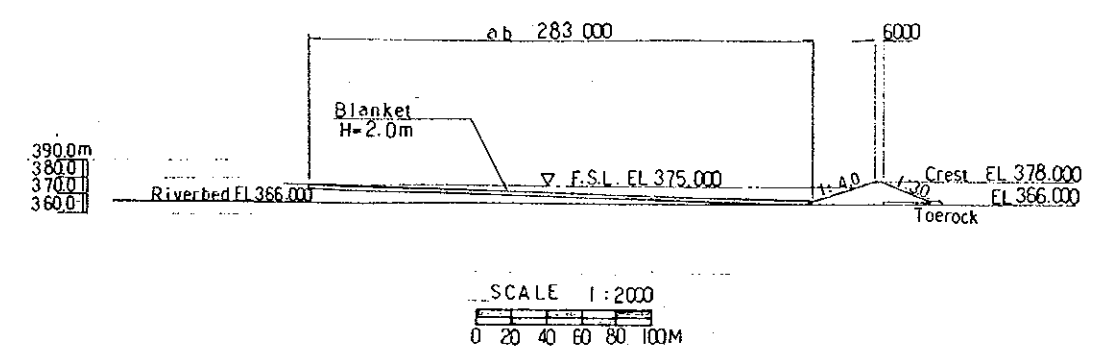 ab 283.000
6000
Blanket
H=2.0m
390.0m
380.0
370.0
360.0
Riverbed EL 366.000
F.S.L. EL 375.000
1:4.0
Crest EL 378.000
EL 366.000
Toerock
SCALE 1:2000
0 20 40 60 80 100M